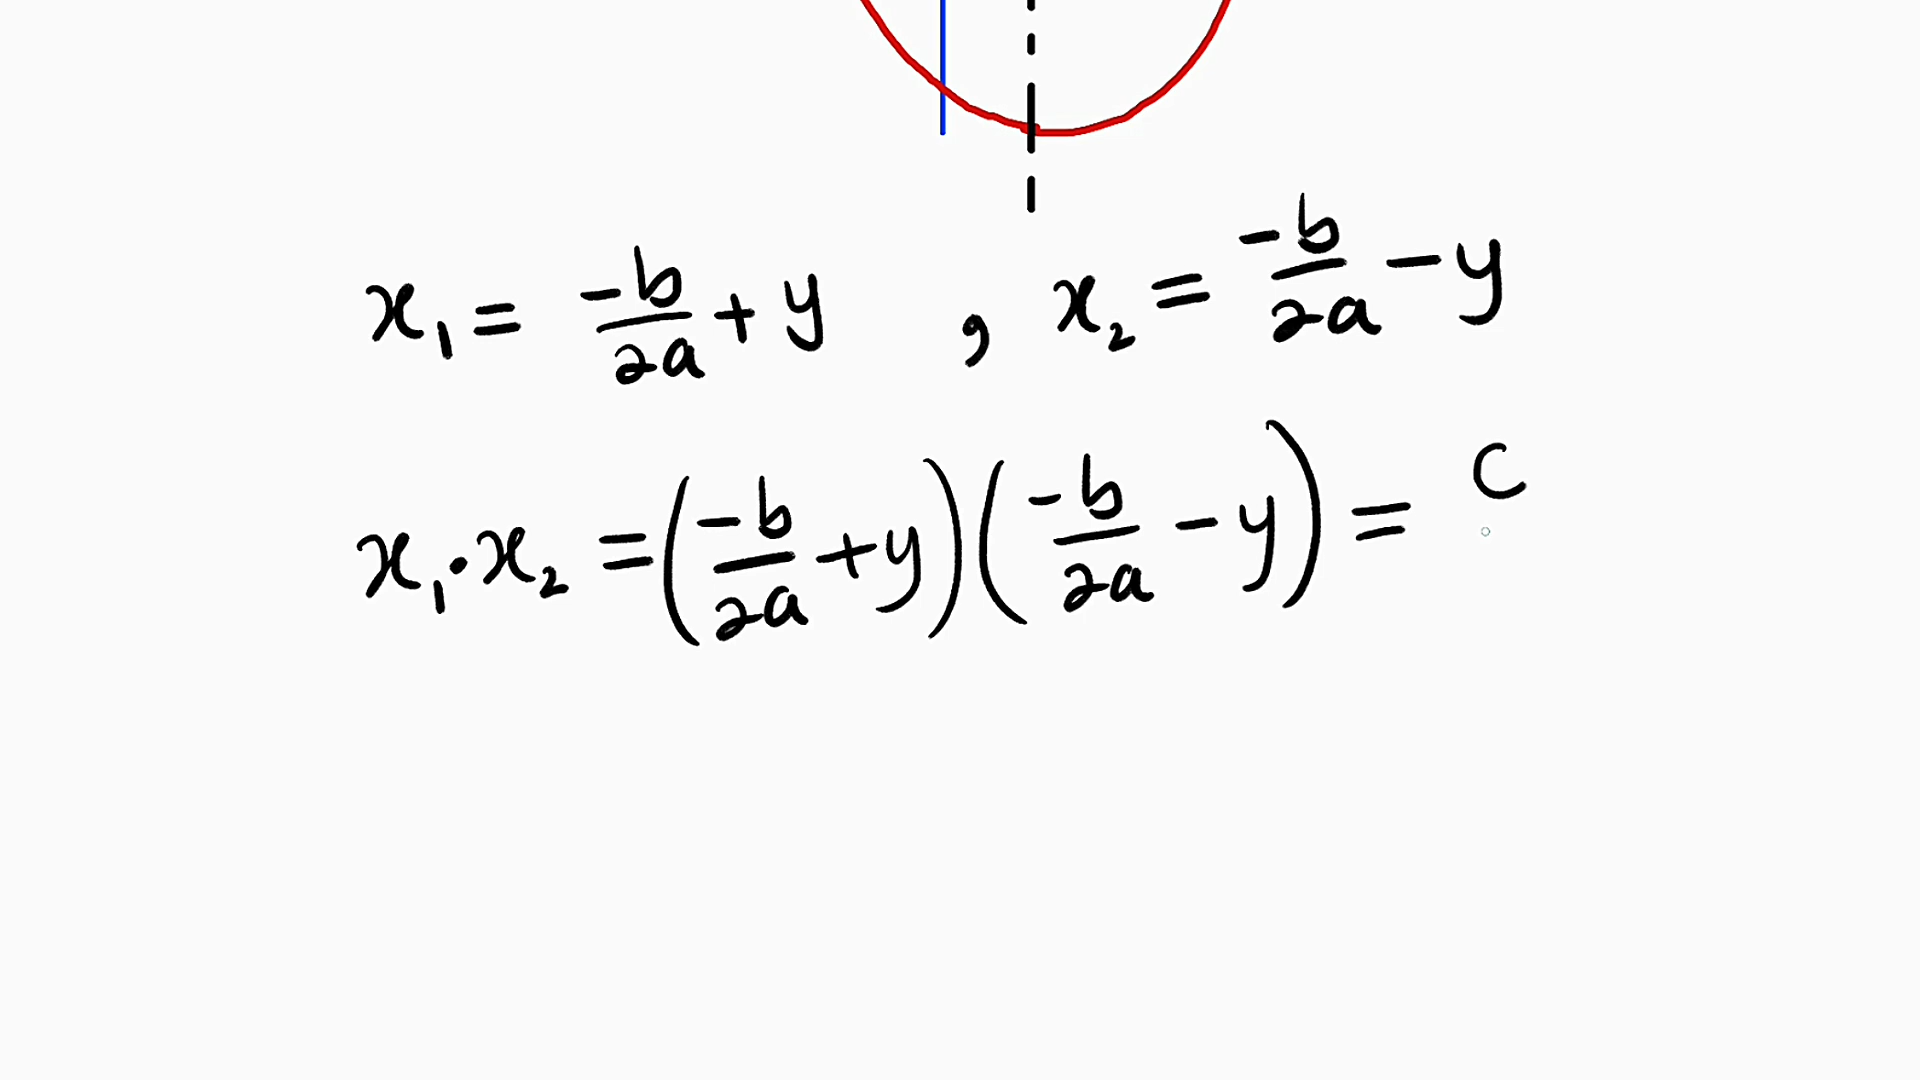 x₁ = -b/2a + y , x₂ = -b/2a - y
x₁·x₂ = (-b/2a + y)(-b/2a - y) = c